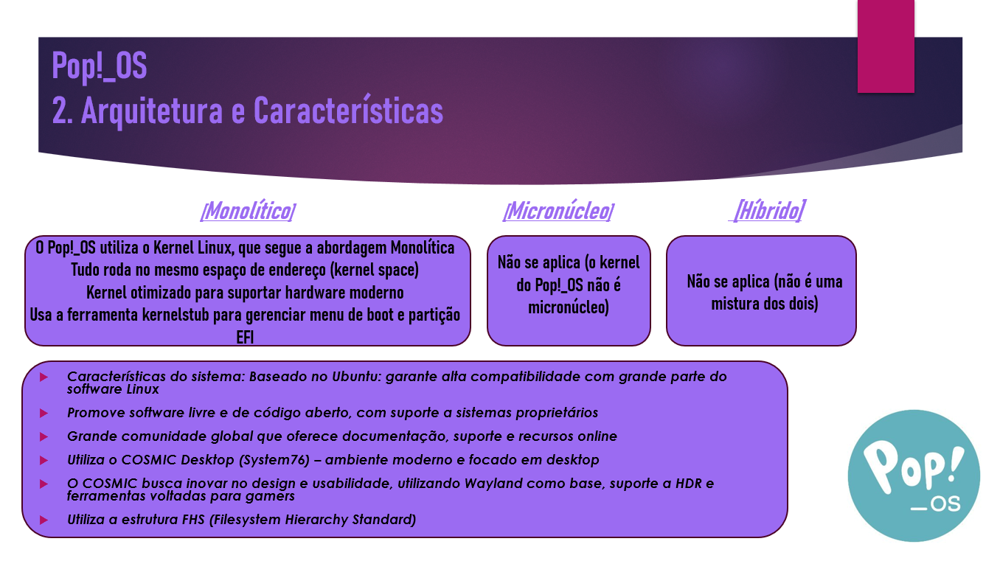 Pop!_OS
2. Arquitetura e Características
[Monolítico]
[Micronúcleo]
[Híbrido]
O Pop!_OS utiliza o Kernel Linux, que segue a abordagem Monolítica
Tudo roda no mesmo espaço de endereço (kernel space)
Kernel otimizado para suportar hardware moderno
Usa a ferramenta kernelstub para gerenciar menu de boot e partição
EFI
Não se aplica (o kernel
do Pop!_OS não é
micronúcleo)
Não se aplica (não é uma
mistura dos dois)
Características do sistema: Baseado no Ubuntu: garante alta compatibilidade com grande parte do
software Linux
Promove software livre e de código aberto, com suporte a sistemas proprietários
Grande comunidade global que oferece documentação, suporte e recursos online
Utiliza o COSMIC Desktop (System76) – ambiente moderno e focado em desktop
O COSMIC busca inovar no design e usabilidade, utilizando Wayland como base, suporte a HDR e
ferramentas voltadas para gamers
Utiliza a estrutura FHS (Filesystem Hierarchy Standard)
Pop!
_OS